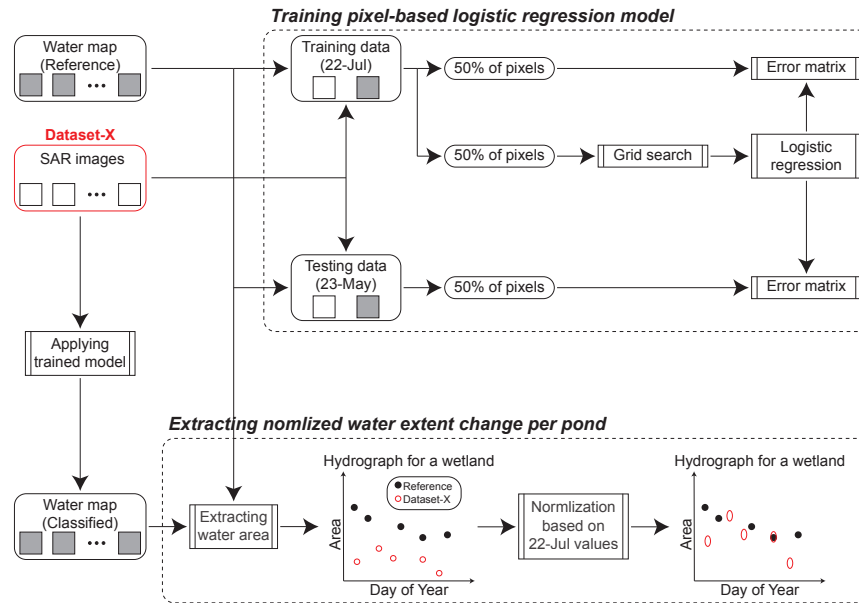 Training pixel-based logistic regression model
Water map
(Reference)
•••
Training data
(22-Jul)
50% of pixels
Error matrix
Dataset-X
SAR images
•••
50% of pixels
Grid search
Logistic
regression
Testing data
(23-May)
50% of pixels
Error matrix
Applying
trained model
Extracting nomlized water extent change per pond
Water map
(Classified)
•••
Extracting
water area
Hydrograph for a wetland
Reference
Dataset-X
Area
Day of Year
Normlization
based on
22-Jul values
Hydrograph for a wetland
Area
Day of Year